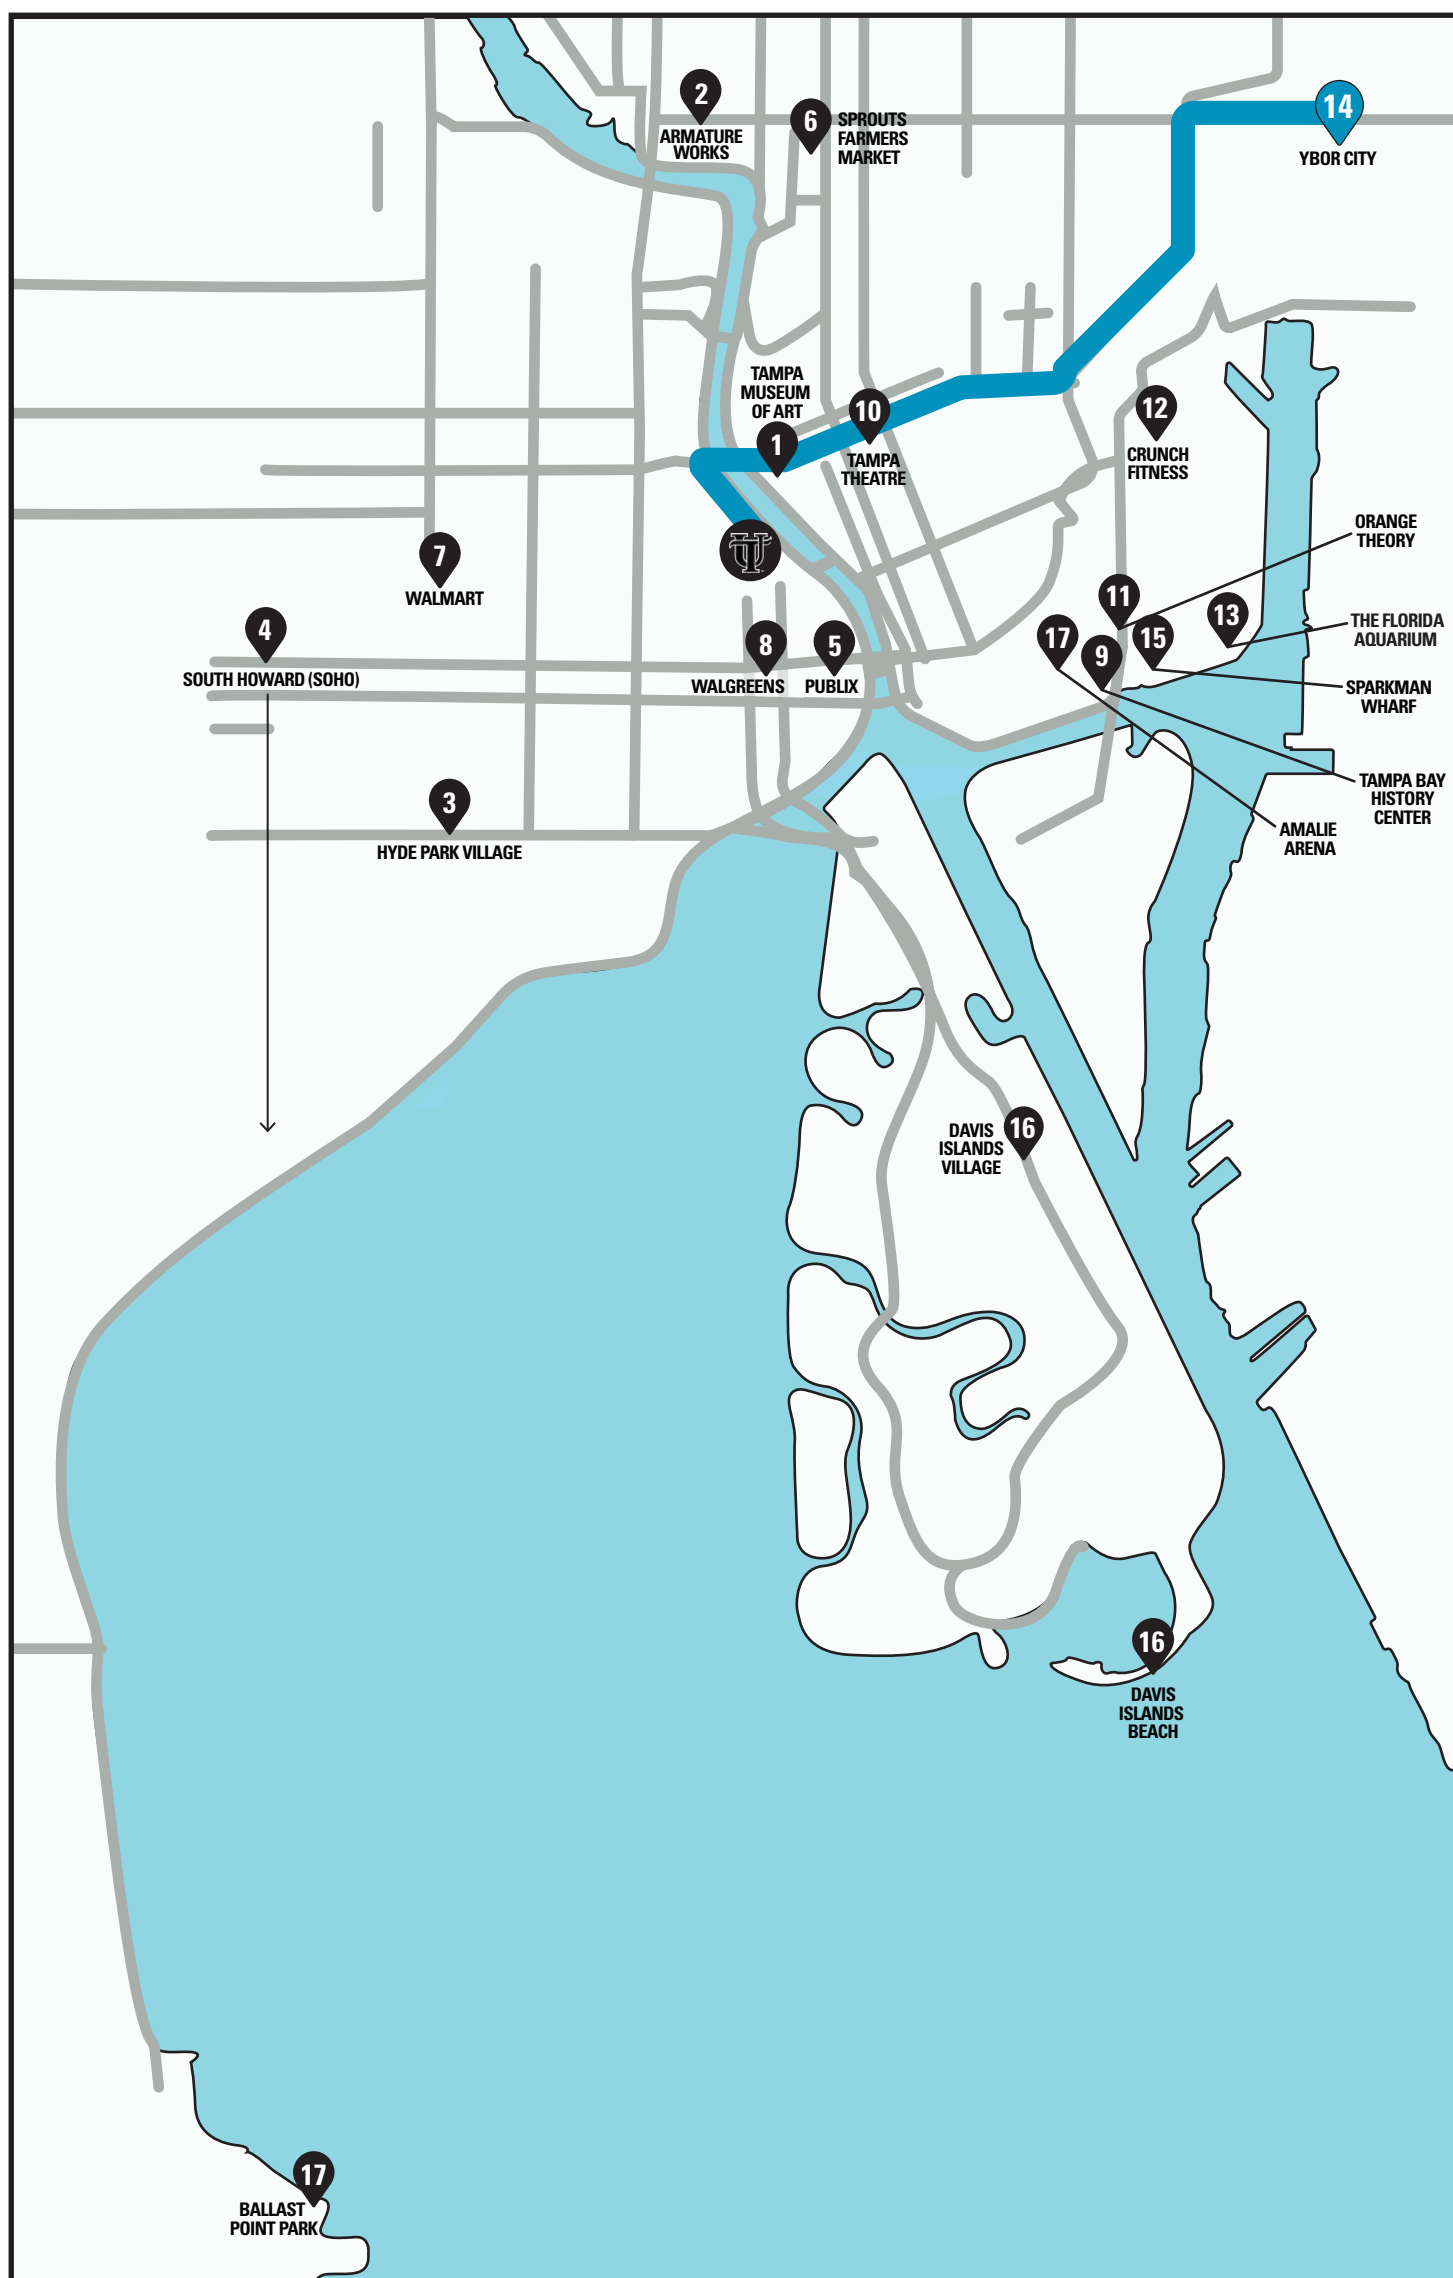 2
ARMATURE
WORKS
6
SPROUTS
FARMERS
MARKET
14
YBOR CITY
TAMPA
MUSEUM
OF ART
1
10
TAMPA
THEATRE
12
CRUNCH
FITNESS
UT
7
WALMART
ORANGE
THEORY
4
SOUTH HOWARD (SOHO)
8
WALGREENS
5
PUBLIX
17
9
11
15
13
THE FLORIDA
AQUARIUM
SPARKMAN
WHARF
TAMPA BAY
HISTORY
CENTER
AMALIE
ARENA
3
HYDE PARK VILLAGE
DAVIS
ISLANDS
VILLAGE
16
16
DAVIS
ISLANDS
BEACH
17
BALLAST
POINT PARK